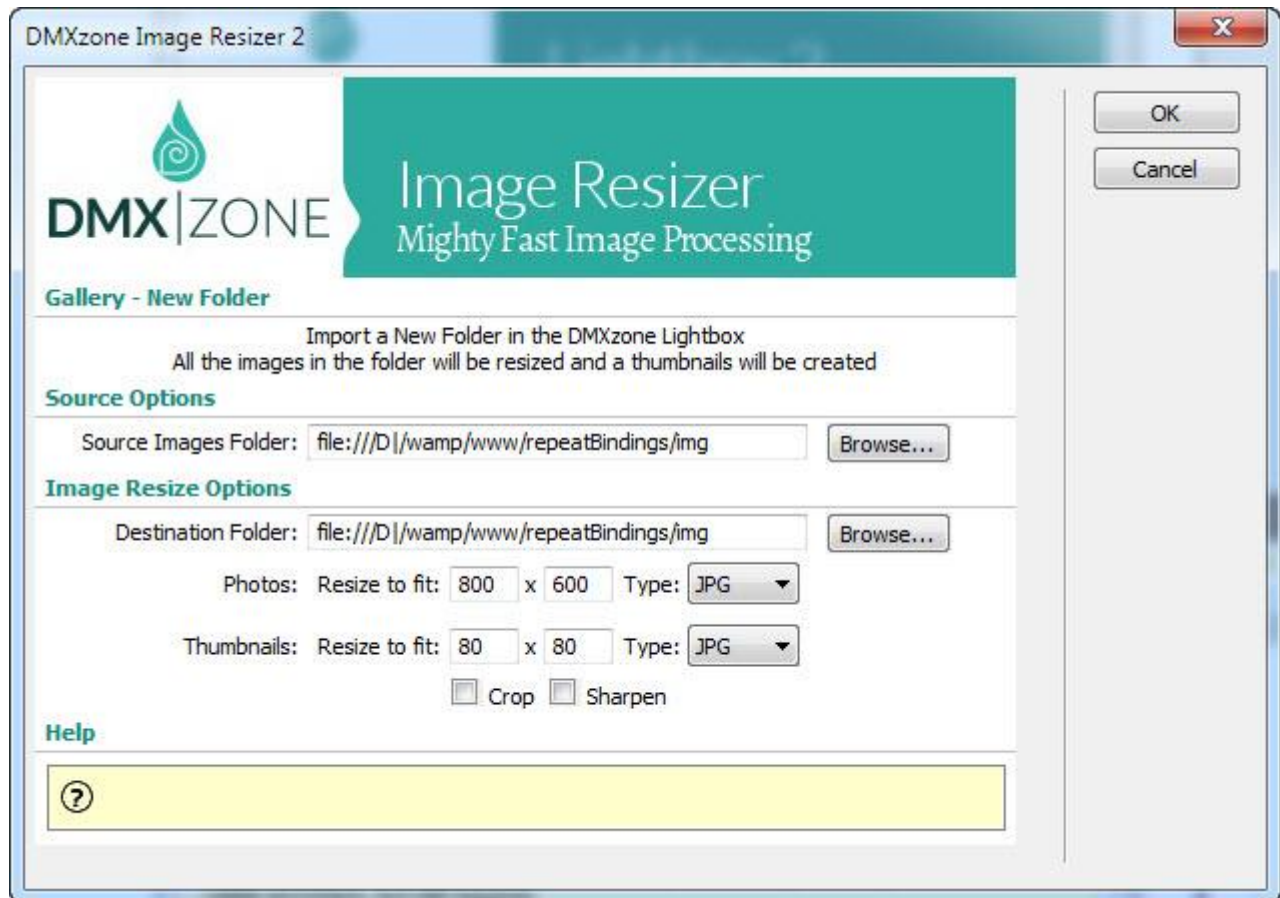 DMXzone Image Resizer 2
OK
Cancel
DMX|ZONE
Image Resizer
Mighty Fast Image Processing
Gallery - New Folder
Import a New Folder in the DMXzone Lightbox
All the images in the folder will be resized and a thumbnails will be created
Source Options
Source Images Folder: file:///D|/wamp/www/repeatBindings/img Browse...
Image Resize Options
Destination Folder: file:///D|/wamp/www/repeatBindings/img Browse...
Photos: Resize to fit: 800 x 600 Type: JPG
Thumbnails: Resize to fit: 80 x 80 Type: JPG
Crop Sharpen
Help
?